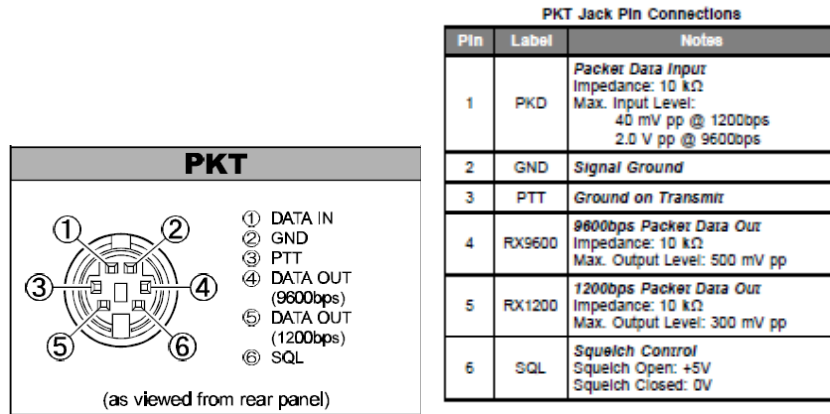 PKT
① ② ③ ④ ⑤ ⑥
① DATA IN
② GND
③ PTT
④ DATA OUT
(9600bps)
⑤ DATA OUT
(1200bps)
⑥ SQL
(as viewed from rear panel)
PKT Jack Pin Connections
Pin Label Notes
1 PKD Packet Data Input
Impedance: 10 kΩ
Max. Input Level:
40 mV pp @ 1200bps
2.0 V pp @ 9600bps
2 GND Signal Ground
3 PTT Ground on Transmit
4 RX9600 9600bps Packet Data Out
Impedance: 10 kΩ
Max. Output Level: 500 mV pp
5 RX1200 1200bps Packet Data Out
Impedance: 10 kΩ
Max. Output Level: 300 mV pp
6 SQL Squelch Control
Squelch Open: +5V
Squelch Closed: 0V